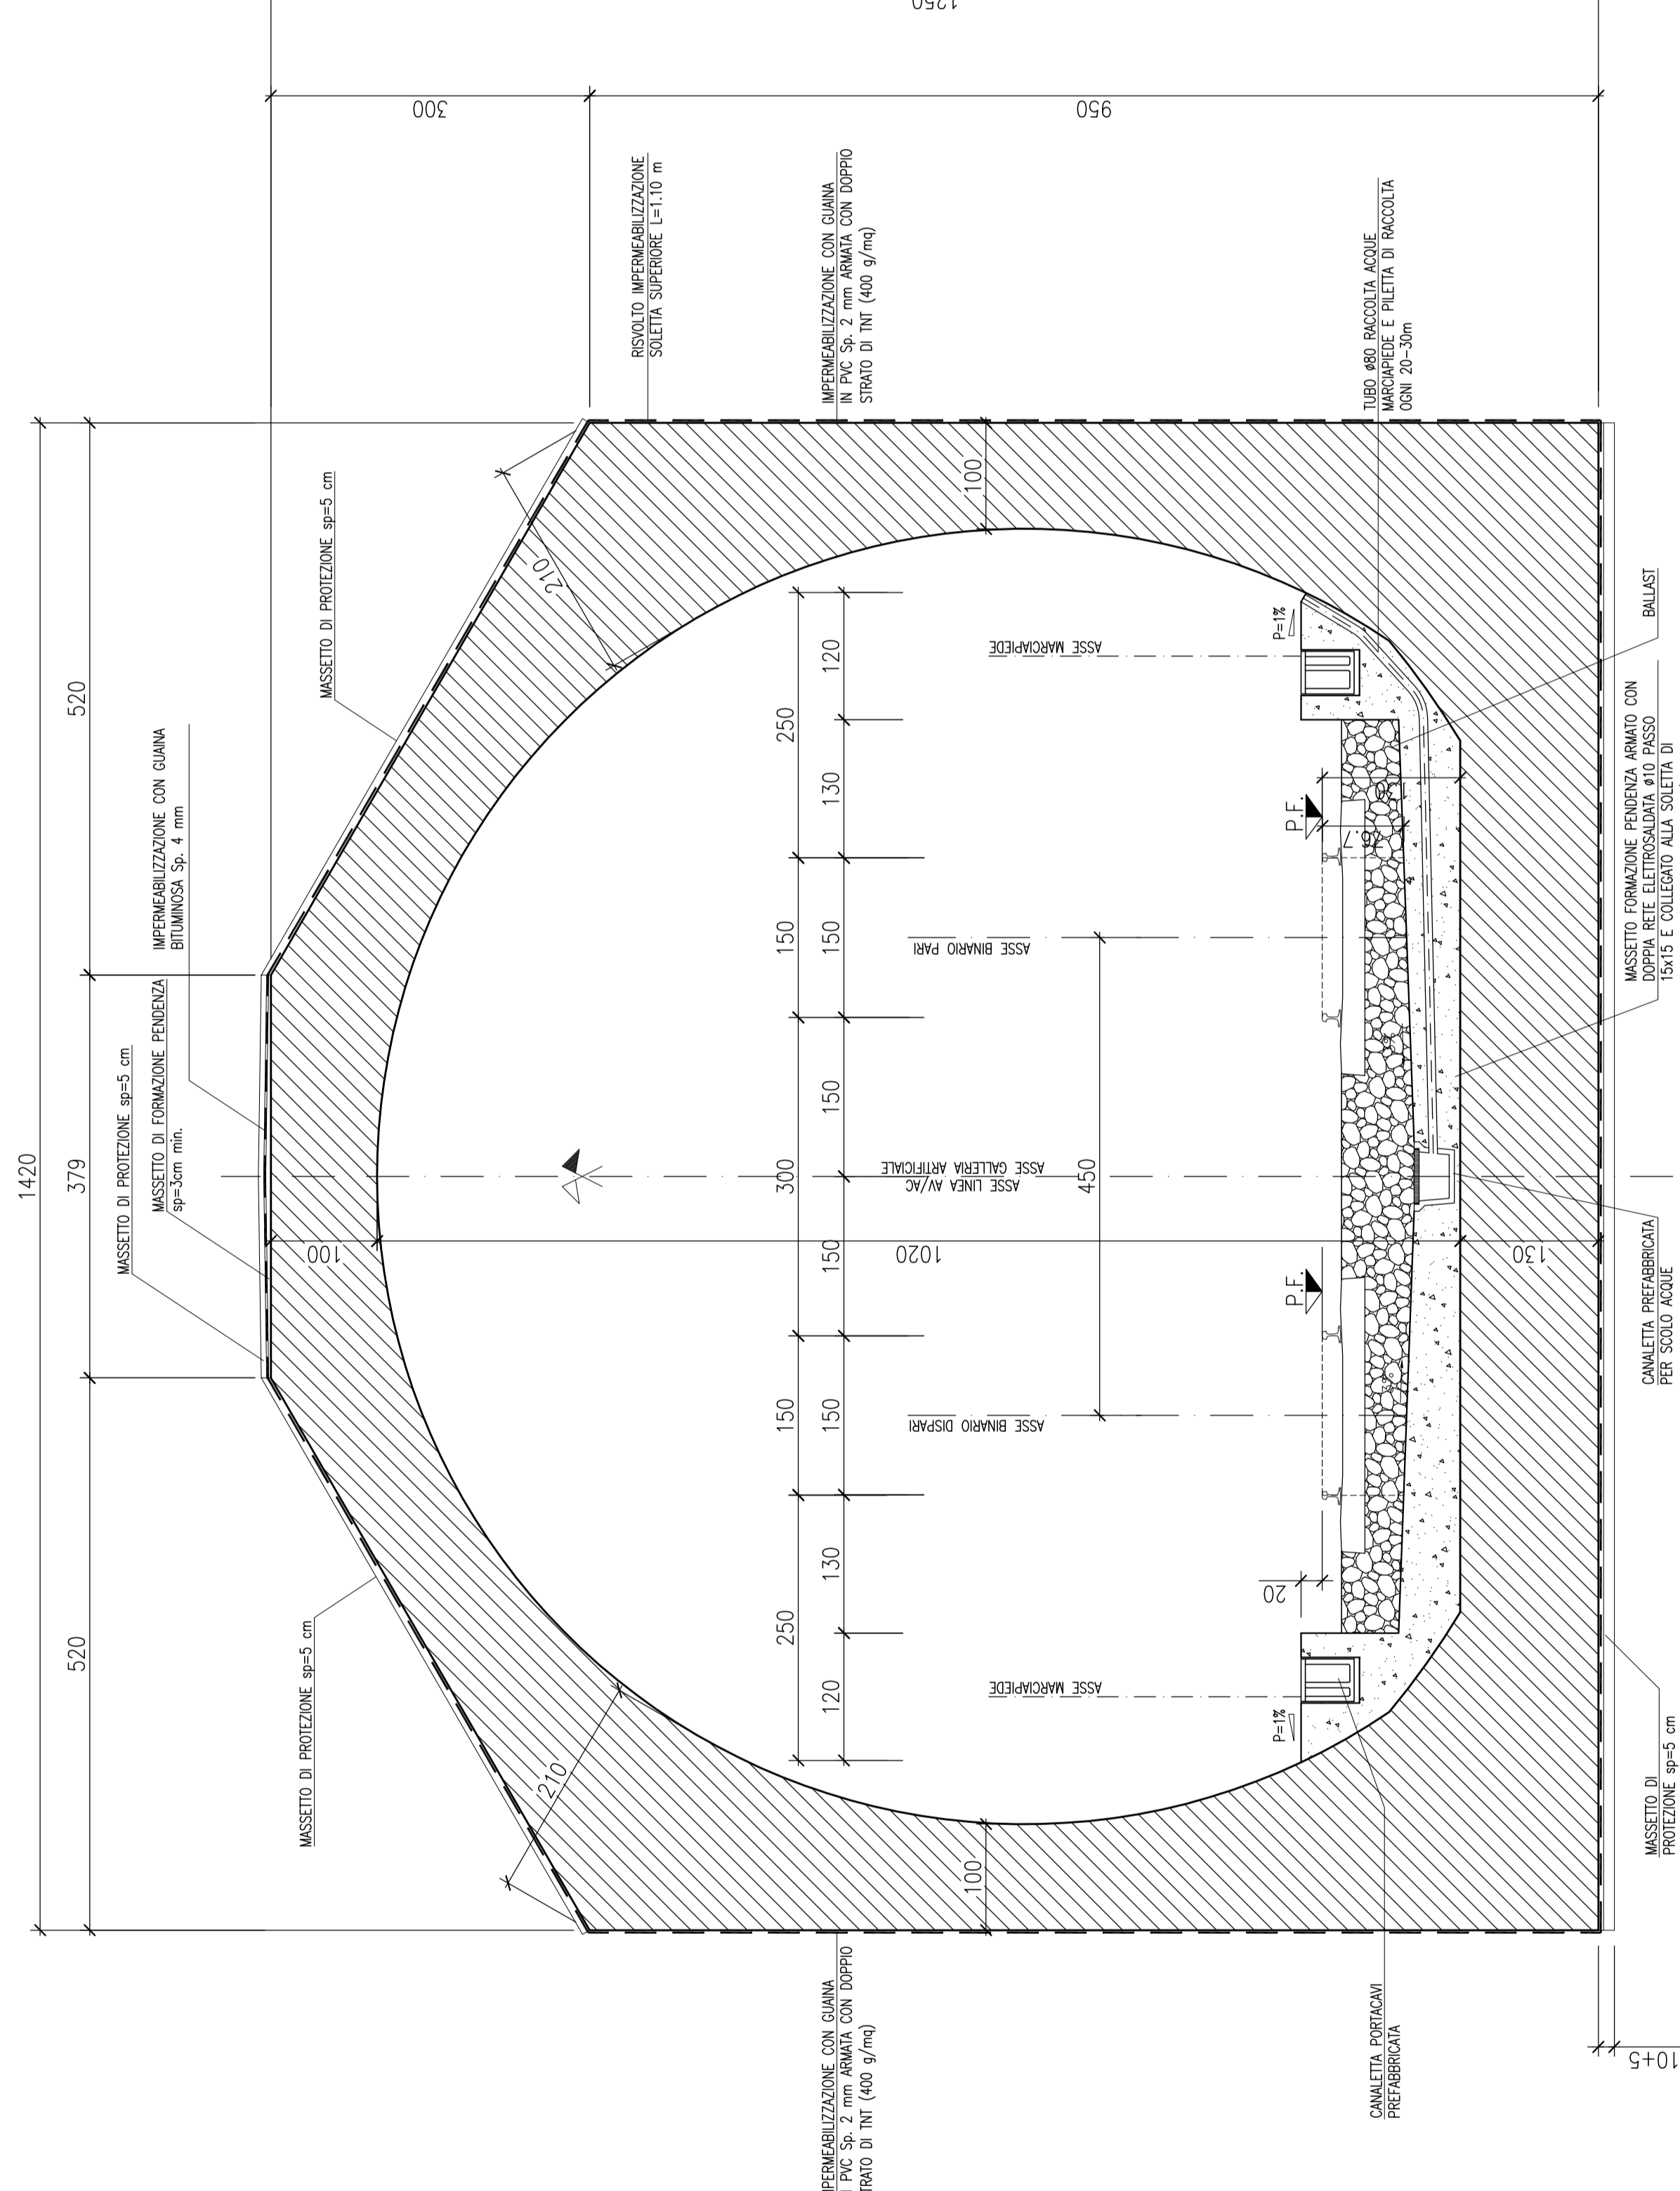 1420
520
379
520
MASSETTO DI PROTEZIONE sp=5 cm
MASSETTO DI FORMAZIONE PENDENZA
sp=3cm min.
IMPERMEABILIZZAZIONE CON GUAINA
BITUMINOSA Sp. 4 mm
MASSETTO DI PROTEZIONE sp=5 cm
MASSETTO DI PROTEZIONE sp=5 cm
1250
300
950
RISVOLTO IMPERMEABILIZZAZIONE
SOLETTA SUPERIORE L=1.10 m
IMPERMEABILIZZAZIONE CON GUAINA
IN PVC Sp. 2 mm ARMATA CON DOPPIO
STRATO DI TNT (400 g/mq)
TUBO ø80 RACCOLTA ACQUE
MARCIAPIEDE E PILETTA DI RACCOLTA
OGNI 20-30m
210
210
100
100
100
1020
130
250
150
300
150
250
120
130
150
150
150
150
130
120
450
ASSE MARCIAPIEDE
ASSE BINARIO PARI
ASSE GALLERIA ARTIFICIALE
ASSE LINEA AV/AC
ASSE BINARIO DISPARI
ASSE MARCIAPIEDE
P=1%
P=1%
P.F.
P.F.
20
BALLAST
MASSETTO FORMAZIONE PENDENZA ARMATO CON
DOPPIA RETE ELETTROSALDATA ø10 PASSO
15x15 E COLLEGATO ALLA SOLETTA DI
CANALETTA PREFABBRICATA
PER SCOLO ACQUE
MASSETTO DI
PROTEZIONE sp=5 cm
CANALETTA PORTACAVI
PREFABBRICATA
IMPERMEABILIZZAZIONE CON GUAINA
PVC Sp. 2 mm ARMATA CON DOPPIO
TRATO DI TNT (400 g/mq)
10+5